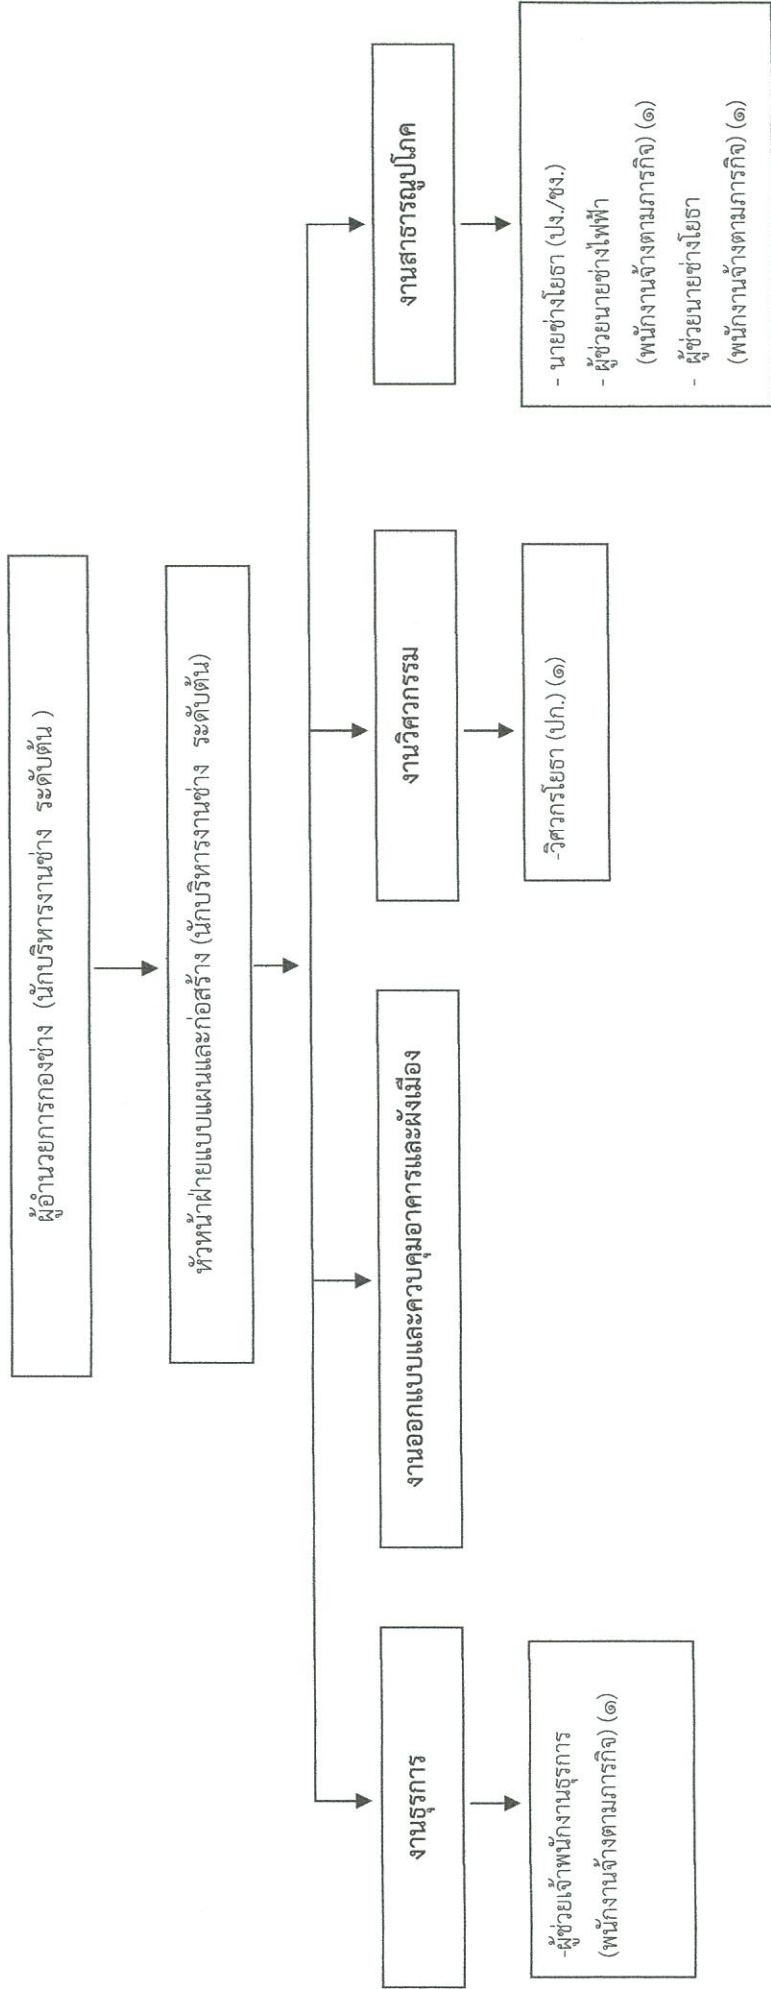 ผู้อำนวยการกองช่าง (นักบริหารงานช่าง ระดับต้น )
หัวหน้าฝ่ายแบบแผนและก่อสร้าง (นักบริหารงานช่าง ระดับต้น)
งานธุรการ
งานออกแบบและควบคุมอาคารและผังเมือง
งานวิศวกรรม
งานสาธารณูปโภค
-ผู้ช่วยเจ้าพนักงานธุรการ
(พนักงานจ้างตามภารกิจ) (๑)
-วิศวกรโยธา (ปก.) (๑)
- นายช่างโยธา (ปง./ชง.)
- ผู้ช่วยนายช่างไฟฟ้า
(พนักงานจ้างตามภารกิจ) (๑)
- ผู้ช่วยนายช่างโยธา
(พนักงานจ้างตามภารกิจ) (๑)